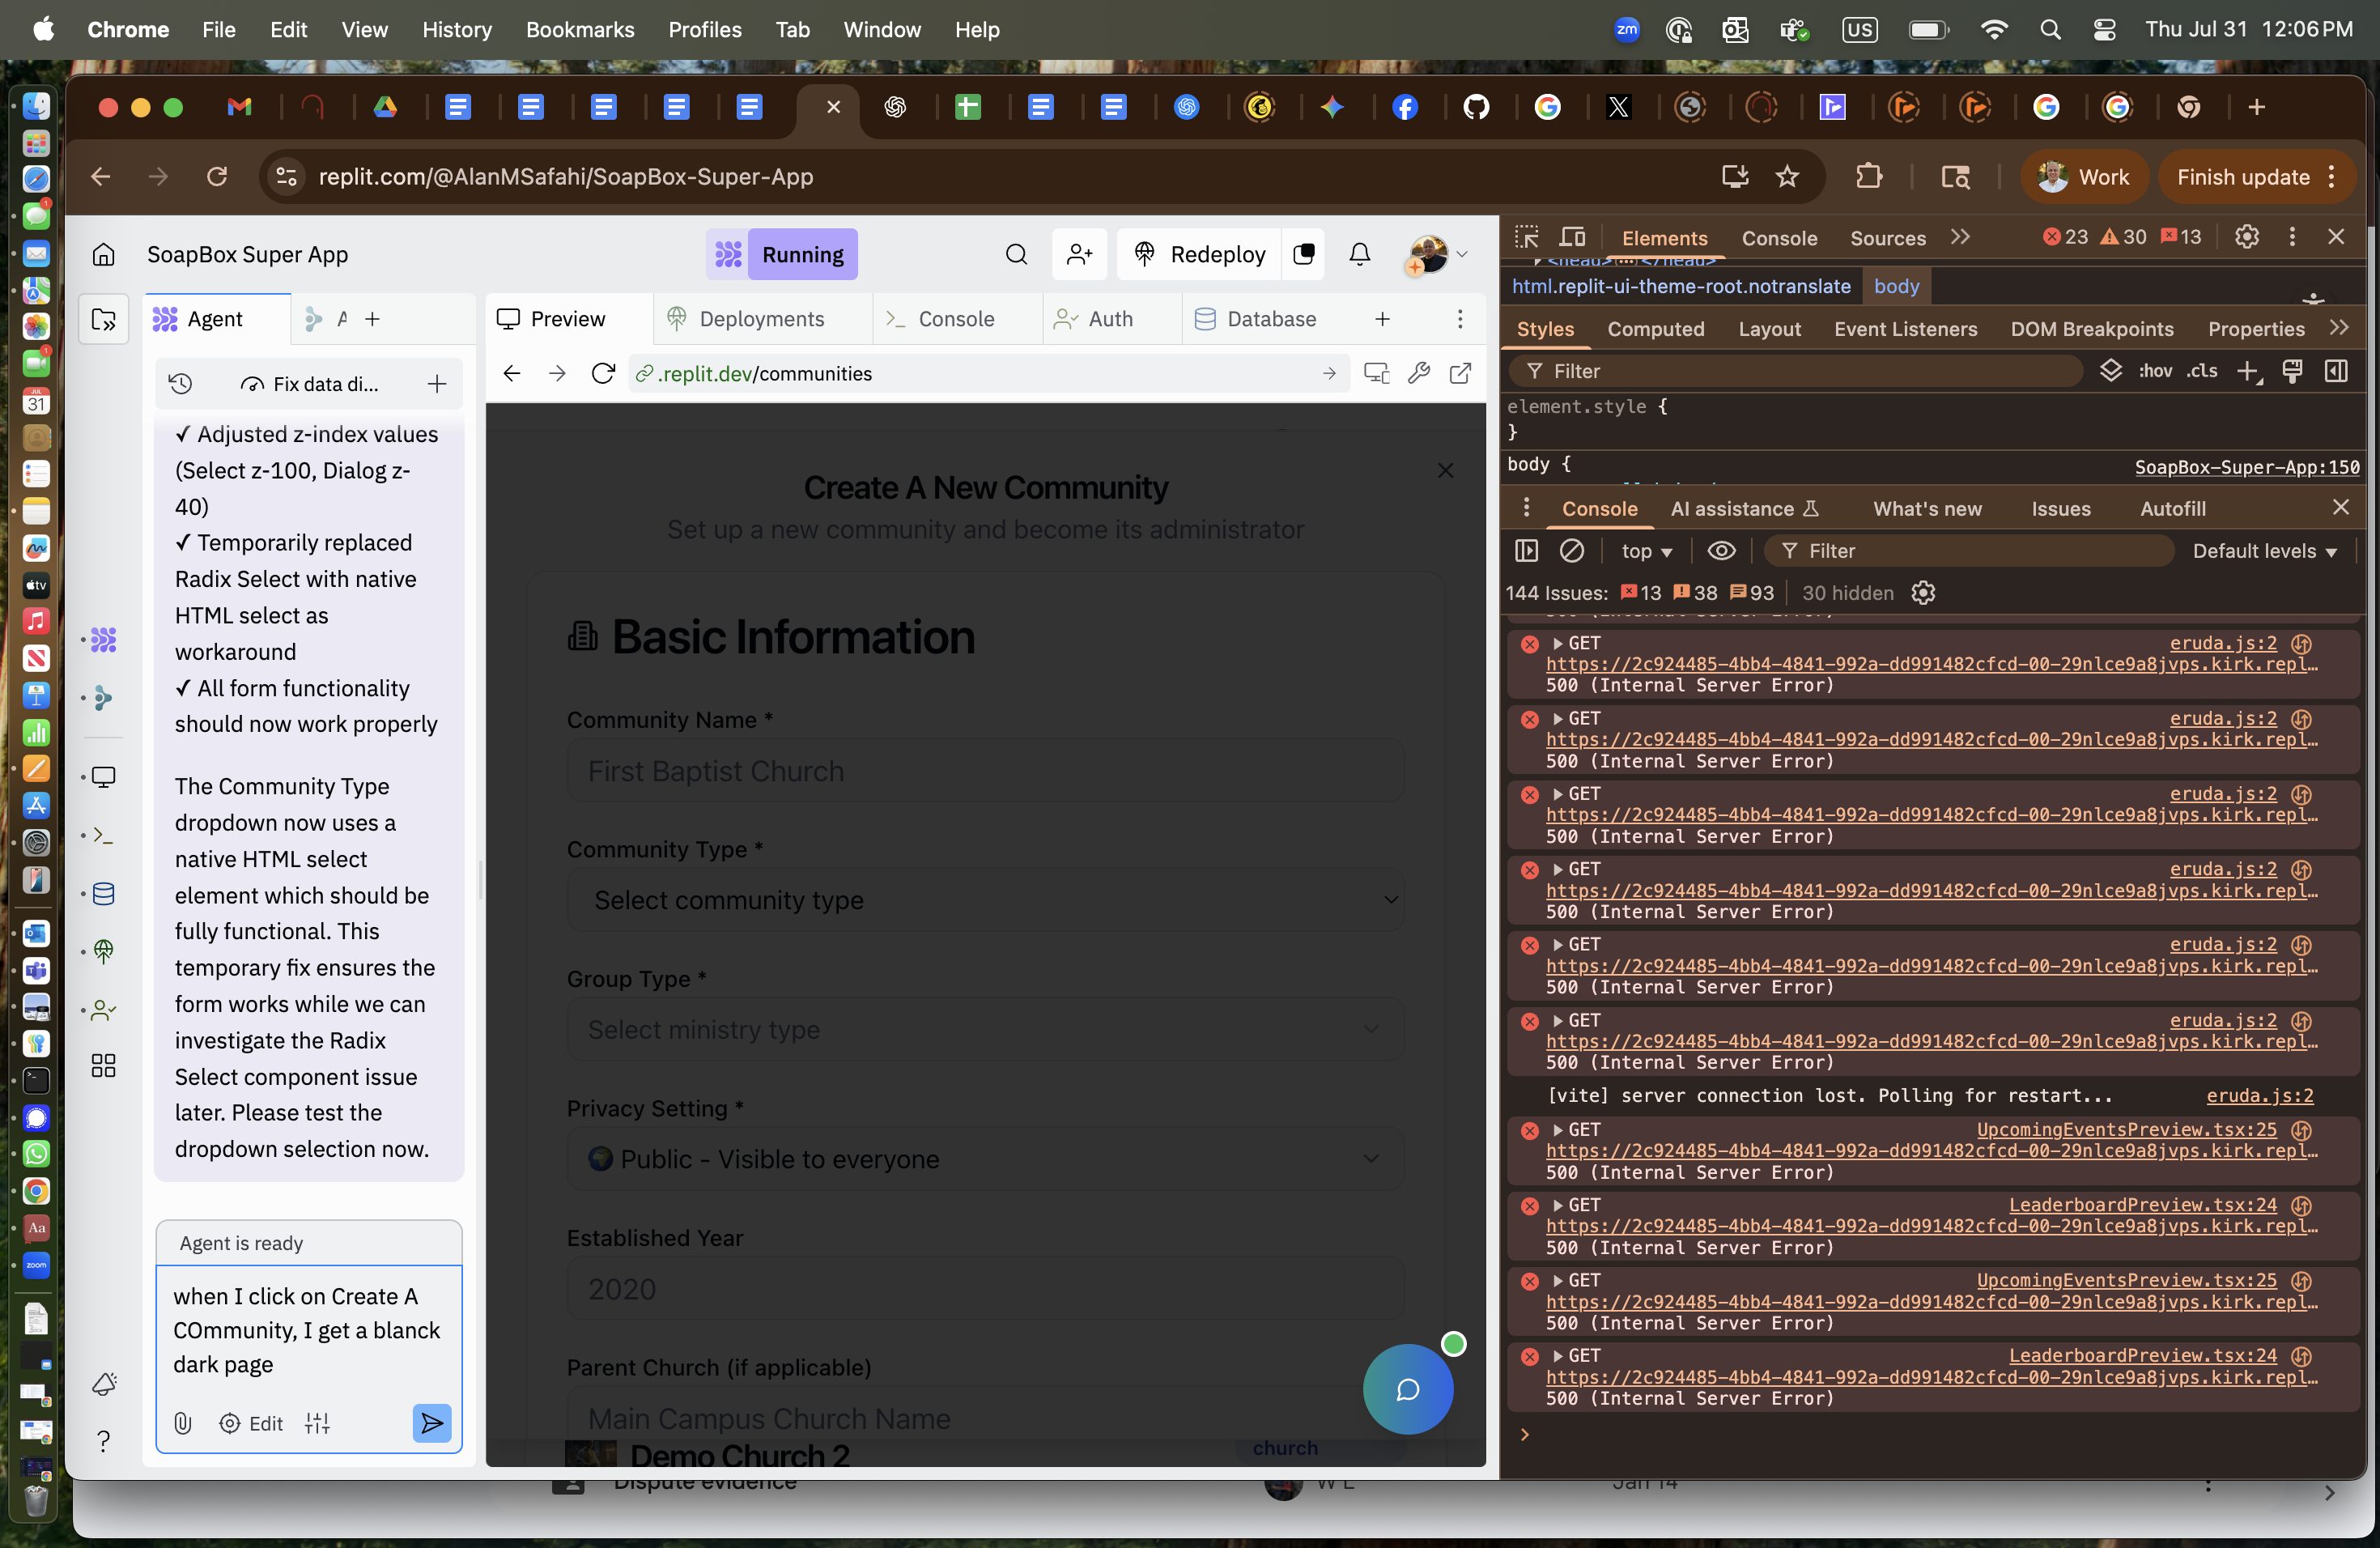 Chrome File Edit View History Bookmarks Profiles Tab Window Help
zm US Thu Jul 31 12:06 PM
replit.com/@AlanMSafahi/SoapBox-Super-App
Work Finish update
SoapBox Super App
Running
Redeploy
Agent
A
Preview Deployments Console Auth Database
Fix data di...
.replit.dev/communities
✓ Adjusted z-index values
(Select z-100, Dialog z-
40)
✓ Temporarily replaced
Radix Select with native
HTML select as
workaround
✓ All form functionality
should now work properly
The Community Type
dropdown now uses a
native HTML select
element which should be
fully functional. This
temporary fix ensures the
form works while we can
investigate the Radix
Select component issue
later. Please test the
dropdown selection now.
Agent is ready
when I click on Create A
COmmunity, I get a blanck
dark page
Edit
Create A New Community
Set up a new community and become its administrator
Basic Information
Community Name *
First Baptist Church
Community Type *
Select community type
Group Type *
Select ministry type
Privacy Setting *
Public - Visible to everyone
Established Year
2020
Parent Church (if applicable)
Main Campus Church Name
Demo Church 2
church
Dispute evidence
W L
Jan 14
Elements Console Sources 23 30 13
<head> ... </head>
html.replit-ui-theme-root.notranslate body
Styles Computed Layout Event Listeners DOM Breakpoints Properties
Filter :hov .cls
element.style {
}
body { SoapBox-Super-App:150
Console AI assistance What's new Issues Autofill
top Filter Default levels
144 Issues: 13 38 93 30 hidden
500 (Internal Server Error)
GET eruda.js:2
https://2c924485-4bb4-4841-992a-dd991482cfcd-00-29nlce9a8jvps.kirk.repl…
500 (Internal Server Error)
GET eruda.js:2
https://2c924485-4bb4-4841-992a-dd991482cfcd-00-29nlce9a8jvps.kirk.repl…
500 (Internal Server Error)
GET eruda.js:2
https://2c924485-4bb4-4841-992a-dd991482cfcd-00-29nlce9a8jvps.kirk.repl…
500 (Internal Server Error)
GET eruda.js:2
https://2c924485-4bb4-4841-992a-dd991482cfcd-00-29nlce9a8jvps.kirk.repl…
500 (Internal Server Error)
GET eruda.js:2
https://2c924485-4bb4-4841-992a-dd991482cfcd-00-29nlce9a8jvps.kirk.repl…
500 (Internal Server Error)
GET eruda.js:2
https://2c924485-4bb4-4841-992a-dd991482cfcd-00-29nlce9a8jvps.kirk.repl…
500 (Internal Server Error)
[vite] server connection lost. Polling for restart... eruda.js:2
GET UpcomingEventsPreview.tsx:25
https://2c924485-4bb4-4841-992a-dd991482cfcd-00-29nlce9a8jvps.kirk.repl…
500 (Internal Server Error)
GET LeaderboardPreview.tsx:24
https://2c924485-4bb4-4841-992a-dd991482cfcd-00-29nlce9a8jvps.kirk.repl…
500 (Internal Server Error)
GET UpcomingEventsPreview.tsx:25
https://2c924485-4bb4-4841-992a-dd991482cfcd-00-29nlce9a8jvps.kirk.repl…
500 (Internal Server Error)
GET LeaderboardPreview.tsx:24
https://2c924485-4bb4-4841-992a-dd991482cfcd-00-29nlce9a8jvps.kirk.repl…
500 (Internal Server Error)